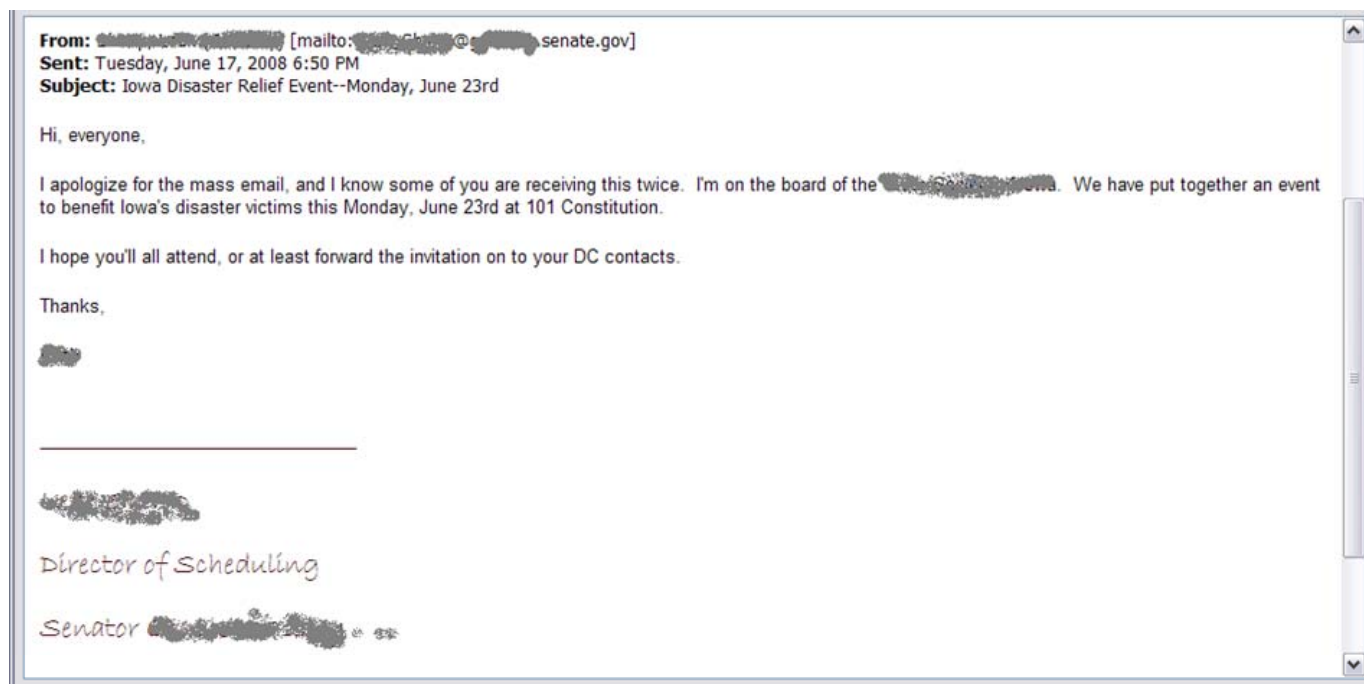 From: [mailto: @ .senate.gov]
Sent: Tuesday, June 17, 2008 6:50 PM
Subject: Iowa Disaster Relief Event--Monday, June 23rd
Hi, everyone,
I apologize for the mass email, and I know some of you are receiving this twice. I'm on the board of the . We have put together an event
to benefit Iowa's disaster victims this Monday, June 23rd at 101 Constitution.
I hope you'll all attend, or at least forward the invitation on to your DC contacts.
Thanks,
Director of Scheduling
Senator